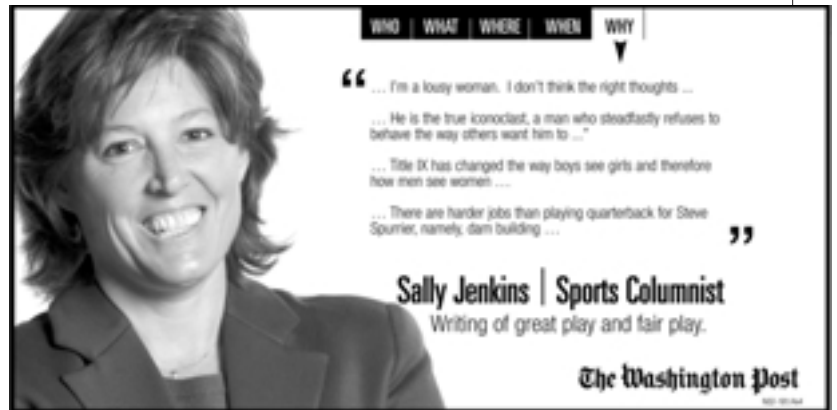 WHO | WHAT | WHERE | WHEN WHY
“ … I'm a lousy woman. I don't think the right thoughts ...
… He is the true iconoclast, a man who steadfastly refuses to
behave the way others want him to ...”
… Title IX has changed the way boys see girls and therefore
how men see women ….
… There are harder jobs than playing quarterback for Steve
Spurrier, namely, dam building … ”
Sally Jenkins | Sports Columnist
Writing of great play and fair play.
The Washington Post